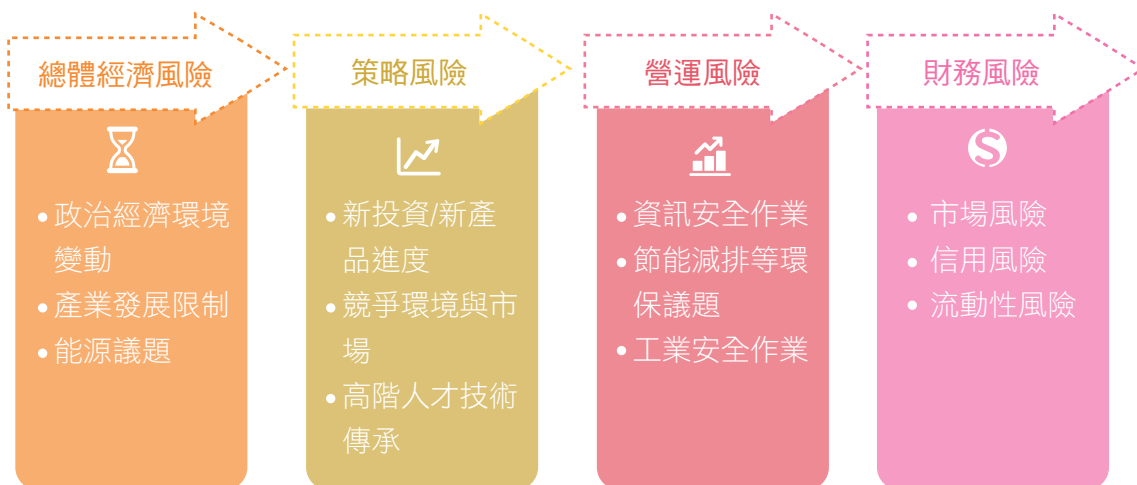 總體經濟風險
政治經濟環境
變動
產業發展限制
能源議題
策略風險
新投資/新產
品進度
競爭環境與市
場
高階人才技術
傳承
營運風險
資訊安全作業
節能減排等環
保議題
工業安全作業
財務風險
市場風險
信用風險
流動性風險